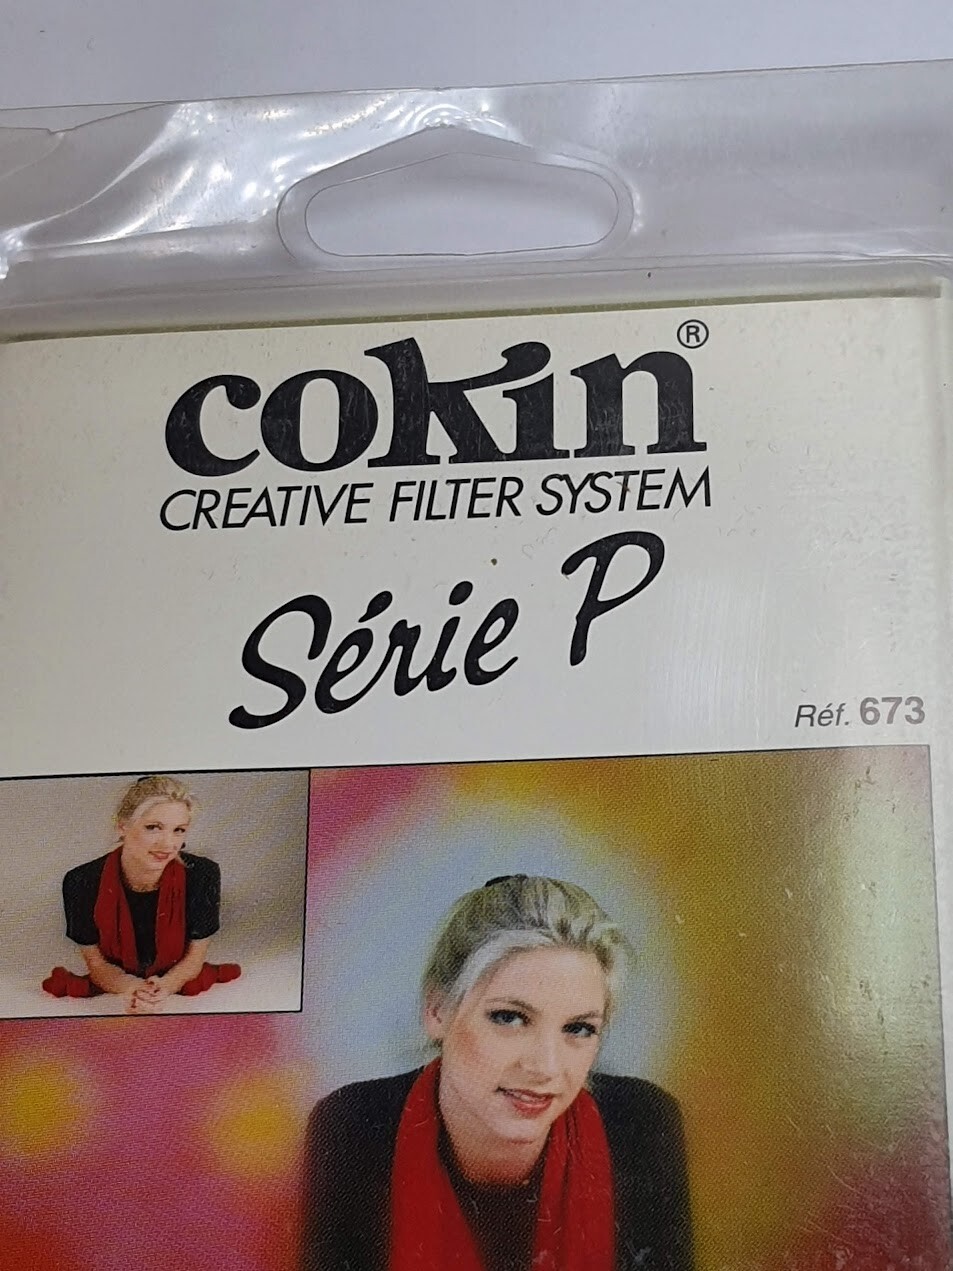 cokin®
CREATIVE FILTER SYSTEM
Série P
Réf. 673